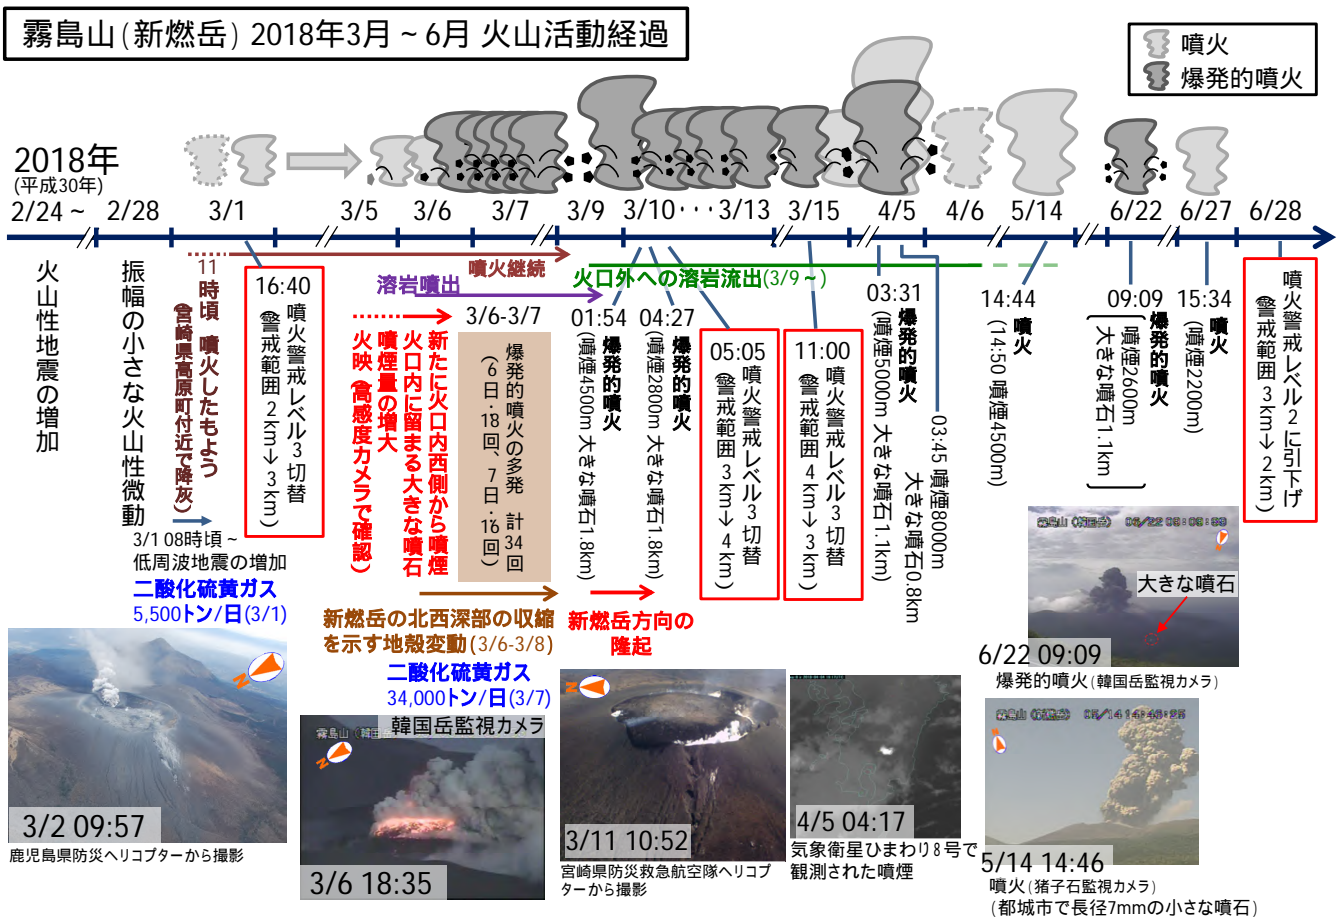 霧島山(新燃岳) 2018年3月～6月 火山活動経過
噴火
爆発的噴火
2018年
(平成30年)
2/24～
2/28
3/1
3/5
3/6
3/7
3/9
3/10・・・3/13
3/15
4/5
4/6
5/14
6/22
6/27
6/28
火山性地震の増加
振幅の小さな火山性微動
11時頃 噴火したもよう
(宮崎県高原町付近で降灰)
3/1 08時頃～
低周波地震の増加
二酸化硫黄ガス
5,500トン/日(3/1)
16:40
噴火警戒レベル3切替
(警戒範囲 2km→3km)
噴火継続
溶岩噴出
火口外への溶岩流出(3/9～)
新たに火口内西側から噴煙
火口内に留まる大きな噴石
噴煙量の増大
火映(高感度カメラで確認)
3/6-3/7
爆発的噴火の多発 計34回
(6日・18回、7日・16回)
新燃岳の北西深部の収縮
を示す地殻変動(3/6-3/8)
二酸化硫黄ガス
34,000トン/日(3/7)
01:54
爆発的噴火
(噴煙4500m 大きな噴石1.8km)
04:27
爆発的噴火
(噴煙2800m 大きな噴石1.8km)
新燃岳方向の
隆起
05:05
噴火警戒レベル3切替
(警戒範囲 3km→4km)
11:00
噴火警戒レベル3切替
(警戒範囲 4km→3km)
03:31
爆発的噴火
(噴煙5000m 大きな噴石1.1km)
03:45 噴煙8000m
大きな噴石0.8km
14:44
噴火
(14:50 噴煙4500m)
09:09
爆発的噴火
(噴煙2600m
大きな噴石1.1km)
15:34
噴火
(噴煙2200m)
噴火警戒レベル2に引下げ
(警戒範囲 3km→2km)
N
3/2 09:57
鹿児島県防災ヘリコプターから撮影
韓国岳監視カメラ
霧島山(韓国岳)
N
3/6 18:35
N
3/11 10:52
宮崎県防災救急航空隊ヘリコプ
ターから撮影
4/5 04:17
気象衛星ひまわり8号で
観測された噴煙
霧島山(韓国岳) 06/22 09:09:
大きな噴石
6/22 09:09
爆発的噴火(韓国岳監視カメラ)
05/14 14:46:25
N
5/14 14:46
噴火(猪子石監視カメラ)
(都城市で長径7mmの小さな噴石)